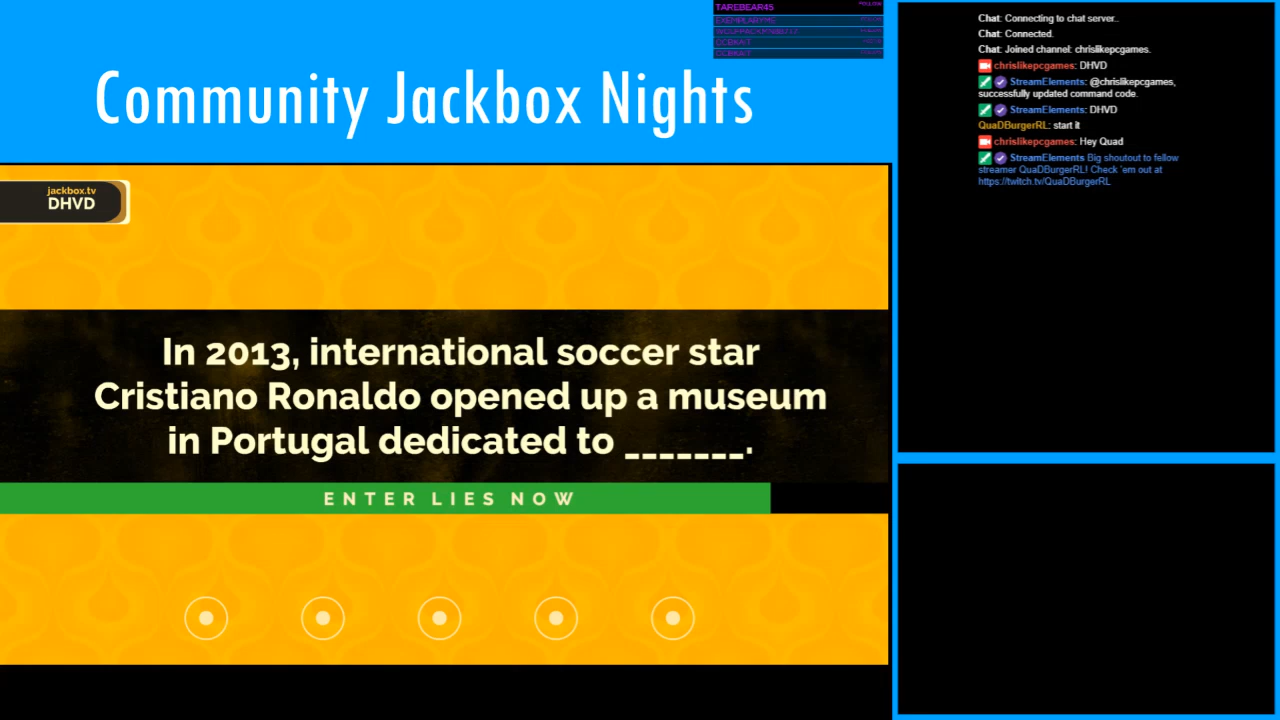 TAREBEAR45
FOLLOW
Community Jackbox Nights
jackbox.tv
DHVD
In 2013, international soccer star
Cristiano Ronaldo opened up a museum
in Portugal dedicated to _______.
ENTER LIES NOW
Chat: Connecting to chat server..
Chat: Connected.
Chat: Joined channel: chrislikepcgames.
chrislikepcgames: DHVD
StreamElements: @chrislikepcgames,
successfully updated command code.
StreamElements: DHVD
QuaDBurgerRL: start it
chrislikepcgames: Hey Quad
StreamElements Big shoutout to fellow
streamer QuaDBurgerRL! Check 'em out at
https://twitch.tv/QuaDBurgerRL